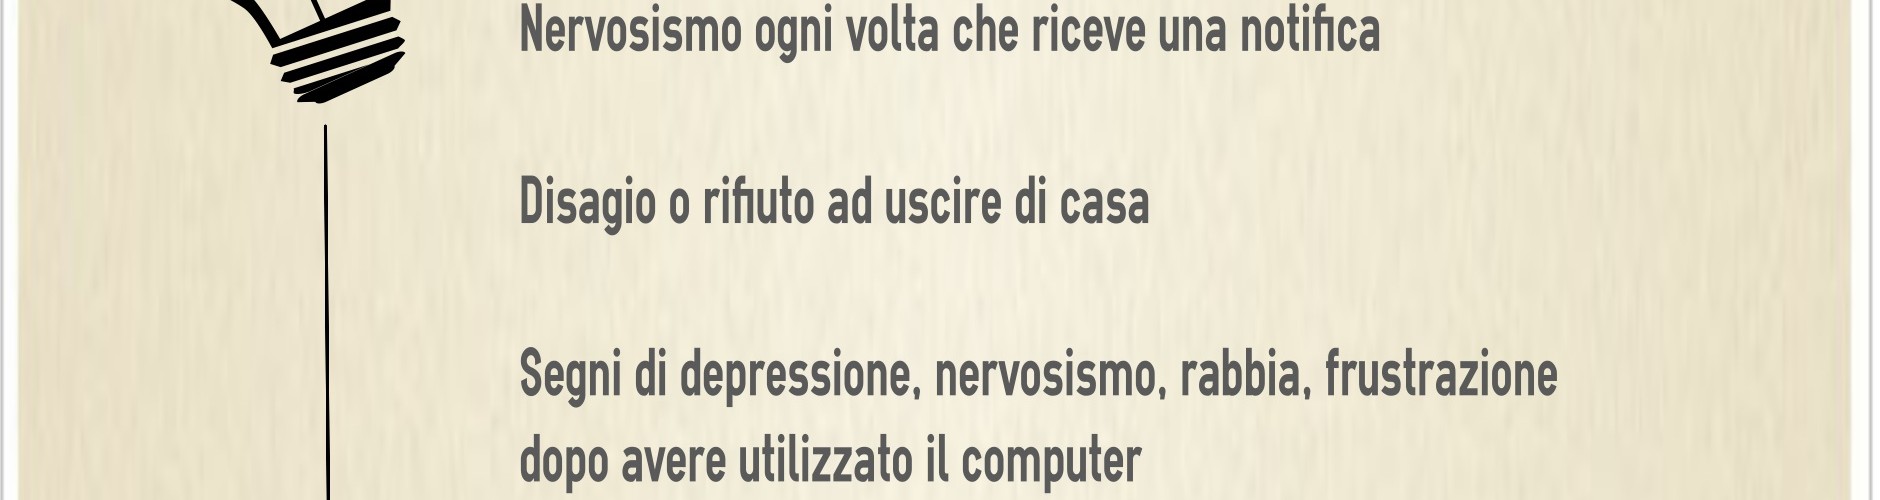 Nervosismo ogni volta che riceve una notifica
Disagio o rifiuto ad uscire di casa
Segni di depressione, nervosismo, rabbia, frustrazione
dopo avere utilizzato il computer